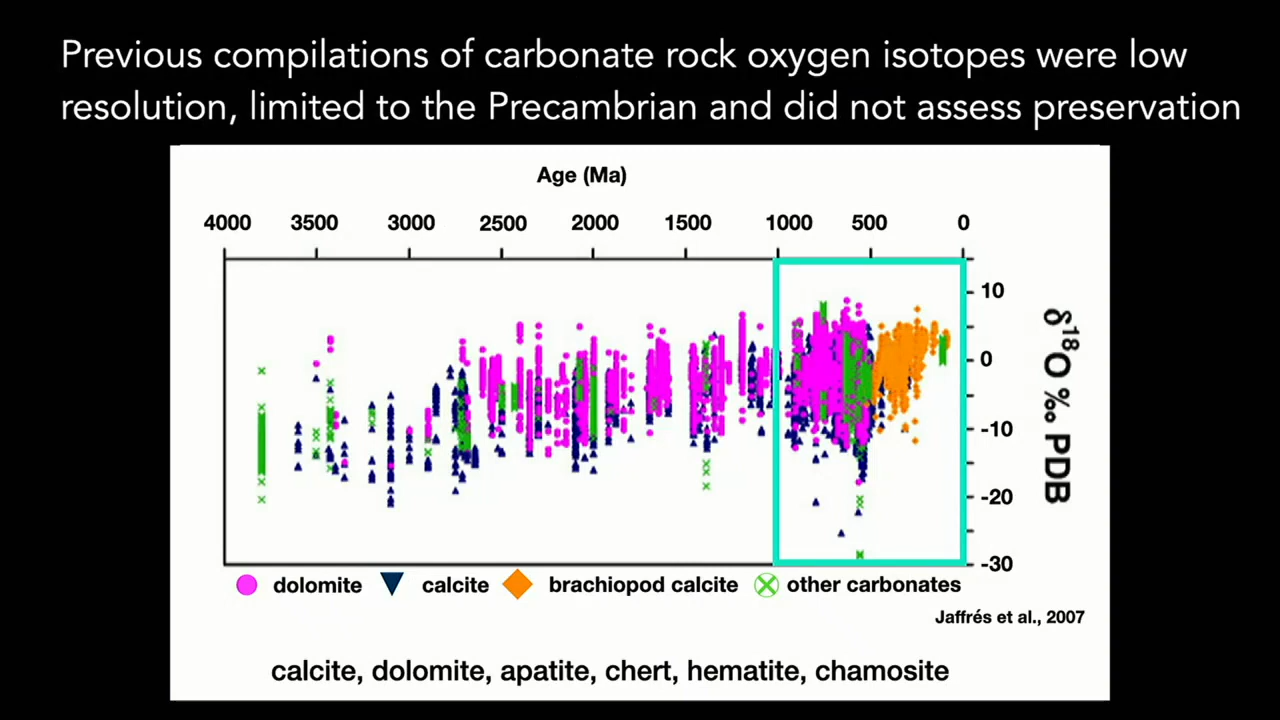 Previous compilations of carbonate rock oxygen isotopes were low
resolution, limited to the Precambrian and did not assess preservation
Age (Ma)
4000 3500 3000 2500 2000 1500 1000 500 0
10
0
-10
-20
-30
δ¹⁸O ‰ PDB
dolomite calcite brachiopod calcite other carbonates
Jaffrés et al., 2007
calcite, dolomite, apatite, chert, hematite, chamosite